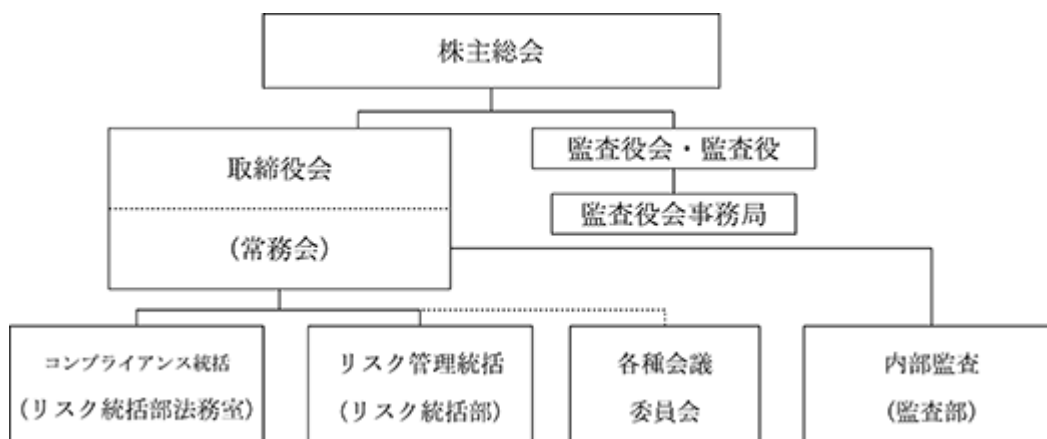 株主総会
取締役会
(常務会)
監査役会・監査役
監査役会事務局
コンプライアンス統括
(リスク統括部法務室)
リスク管理統括
(リスク統括部)
各種会議
委員会
内部監査
(監査部)